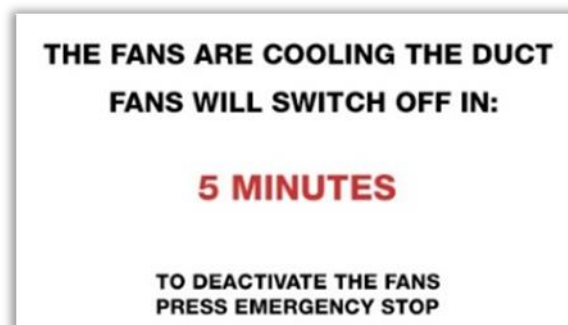 THE FANS ARE COOLING THE DUCT
FANS WILL SWITCH OFF IN:
5 MINUTES
TO DEACTIVATE THE FANS
PRESS EMERGENCY STOP